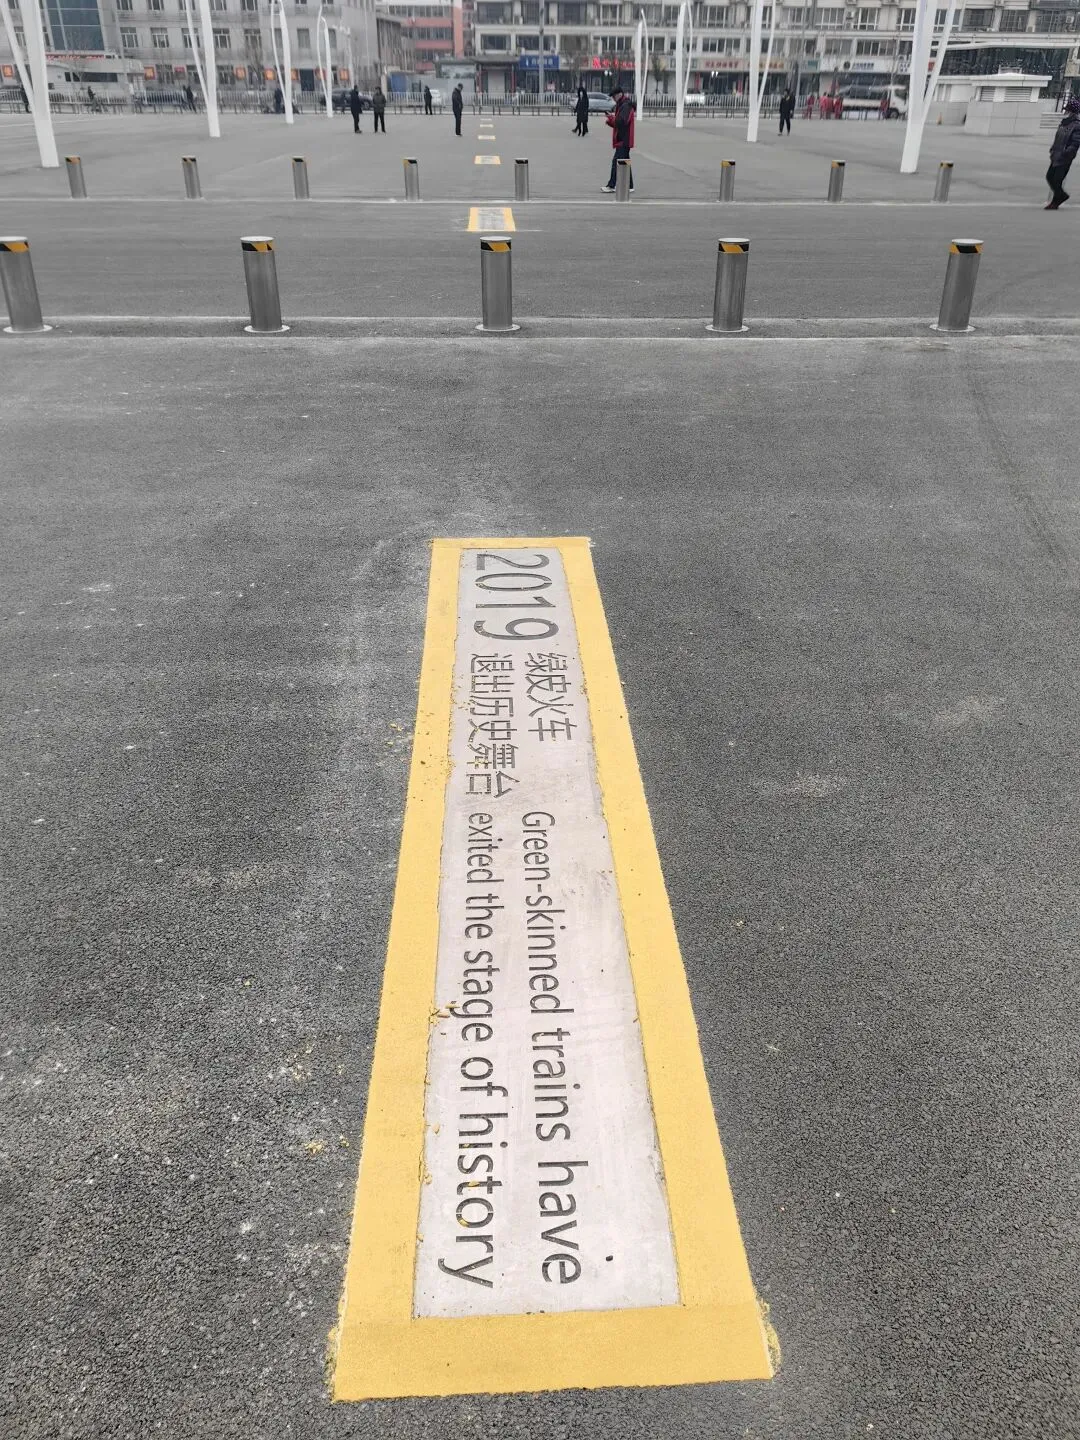 2019
绿皮火车
退出历史舞台
Green-skinned trains have
exited the stage of history